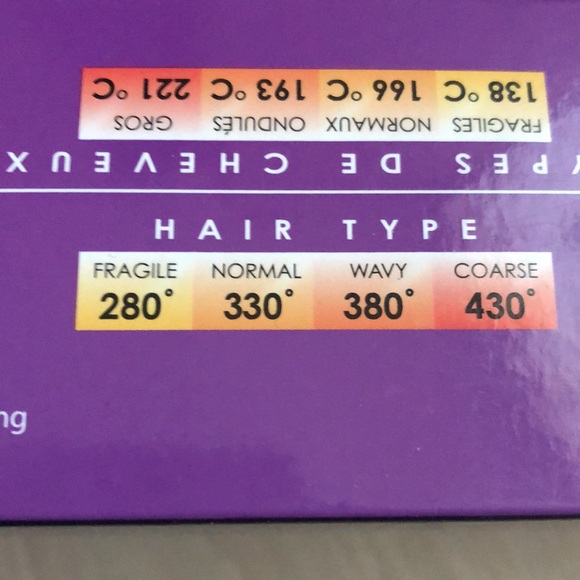 HAIR TYPE
FRAGILE NORMAL WAVY COARSE
280° 330° 380° 430°
ng
YPES DE CHEVEUX
FRAGILES NORMAUX ONDULÉS GROS
138 °C 166 °C 193 °C 221 °C